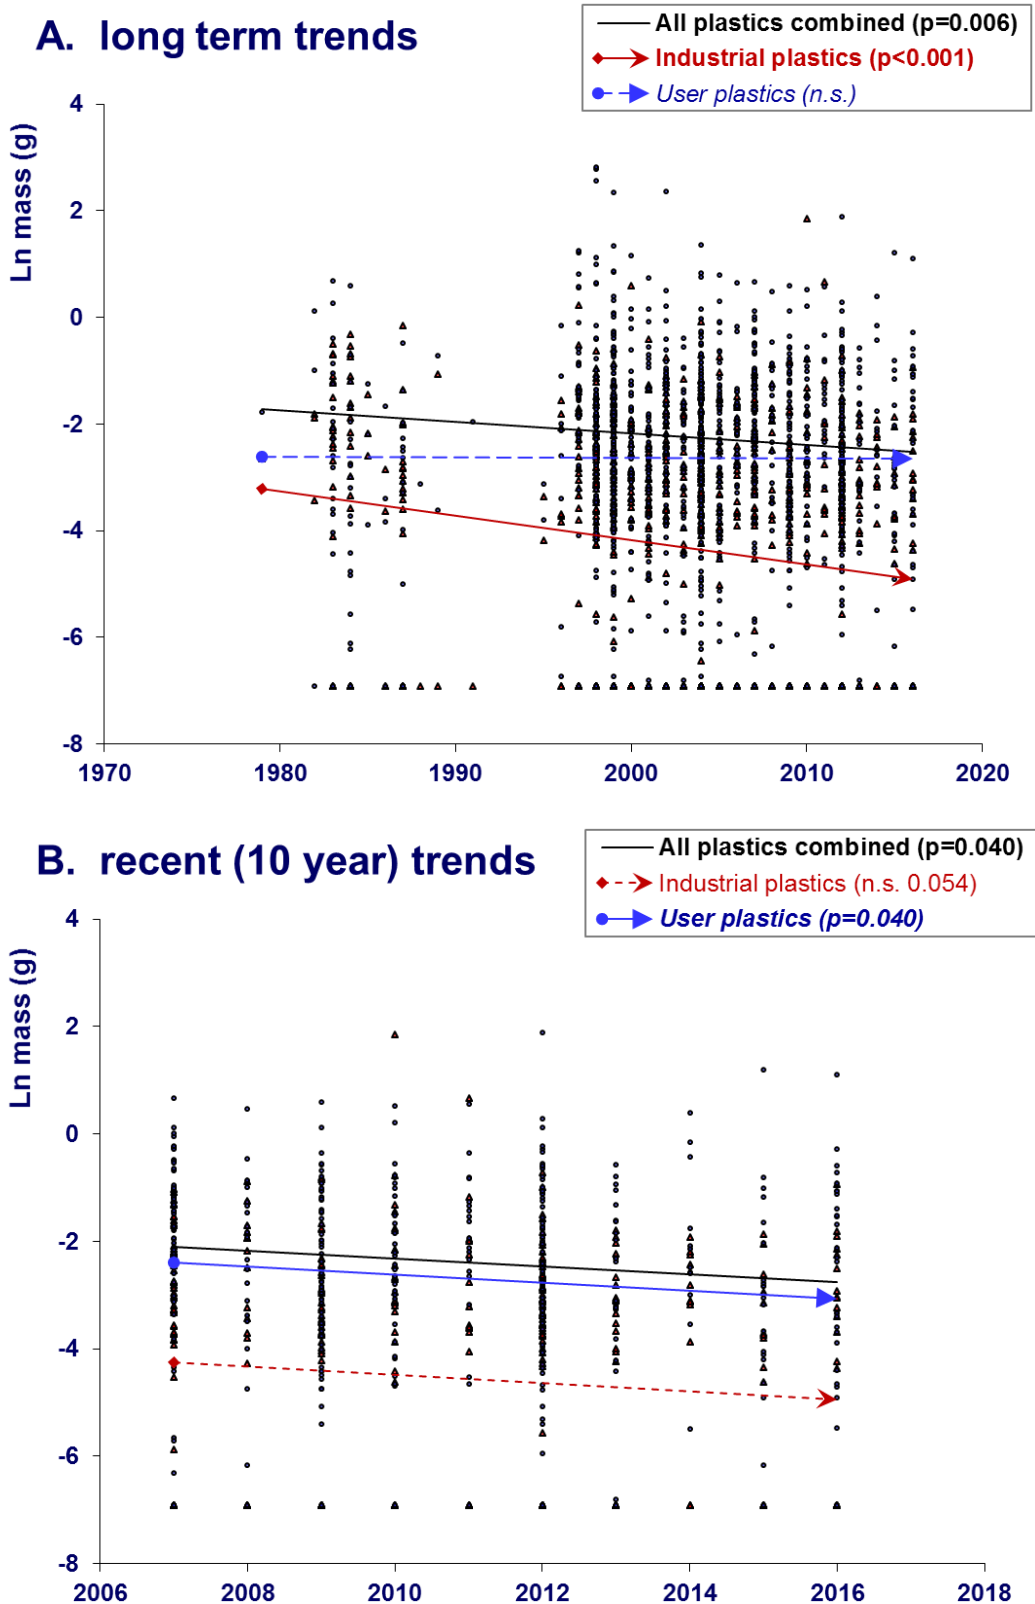 A. long term trends
All plastics combined (p=0.006)
Industrial plastics (p<0.001)
User plastics (n.s.)
Ln mass (g)
4
2
0
-2
-4
-6
-8
1970 1980 1990 2000 2010 2020
B. recent (10 year) trends
All plastics combined (p=0.040)
Industrial plastics (n.s. 0.054)
User plastics (p=0.040)
Ln mass (g)
4
2
0
-2
-4
-6
-8
2006 2008 2010 2012 2014 2016 2018